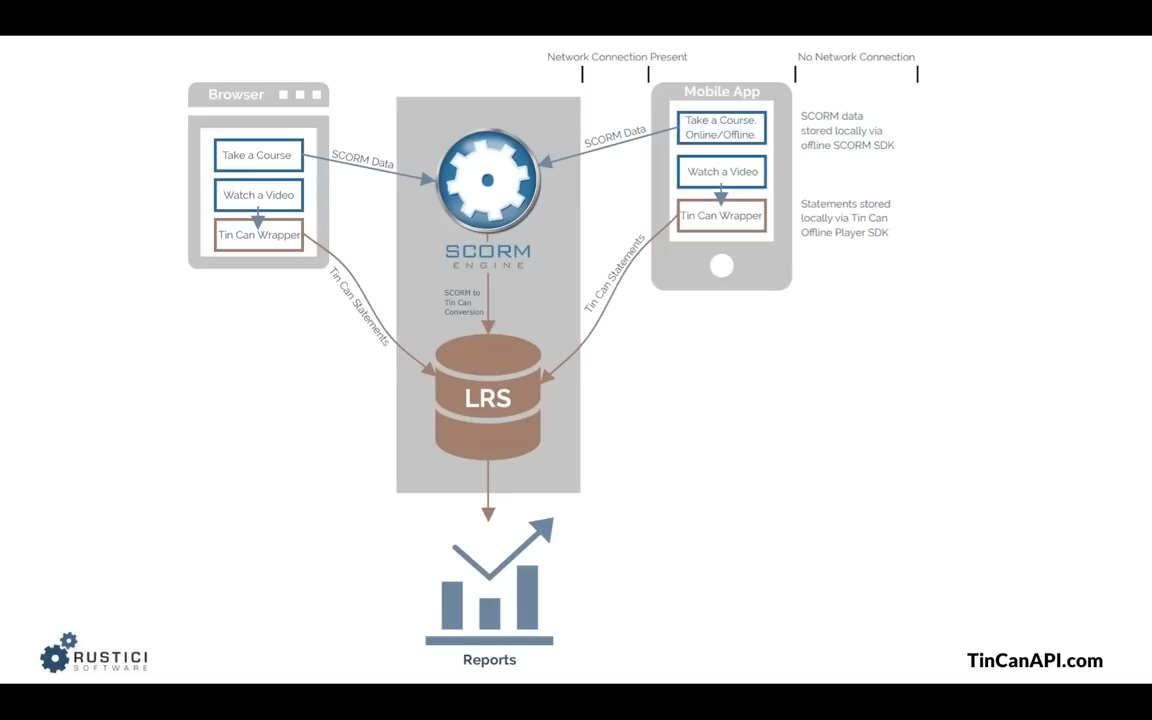 Network Connection Present
No Network Connection
Browser
Take a Course
Watch a Video
Tin Can Wrapper
SCORM Data
Tin Can Statements
SCORM
ENGINE
SCORM to
Tin Can
Conversion
LRS
Reports
SCORM Data
Tin Can Statements
Mobile App
Take a Course.
Online/Offline.
Watch a Video
Tin Can Wrapper
SCORM data
stored locally via
offline SCORM SDK
Statements stored
locally via Tin Can
Offline Player SDK
RUSTICI
SOFTWARE
TinCanAPI.com